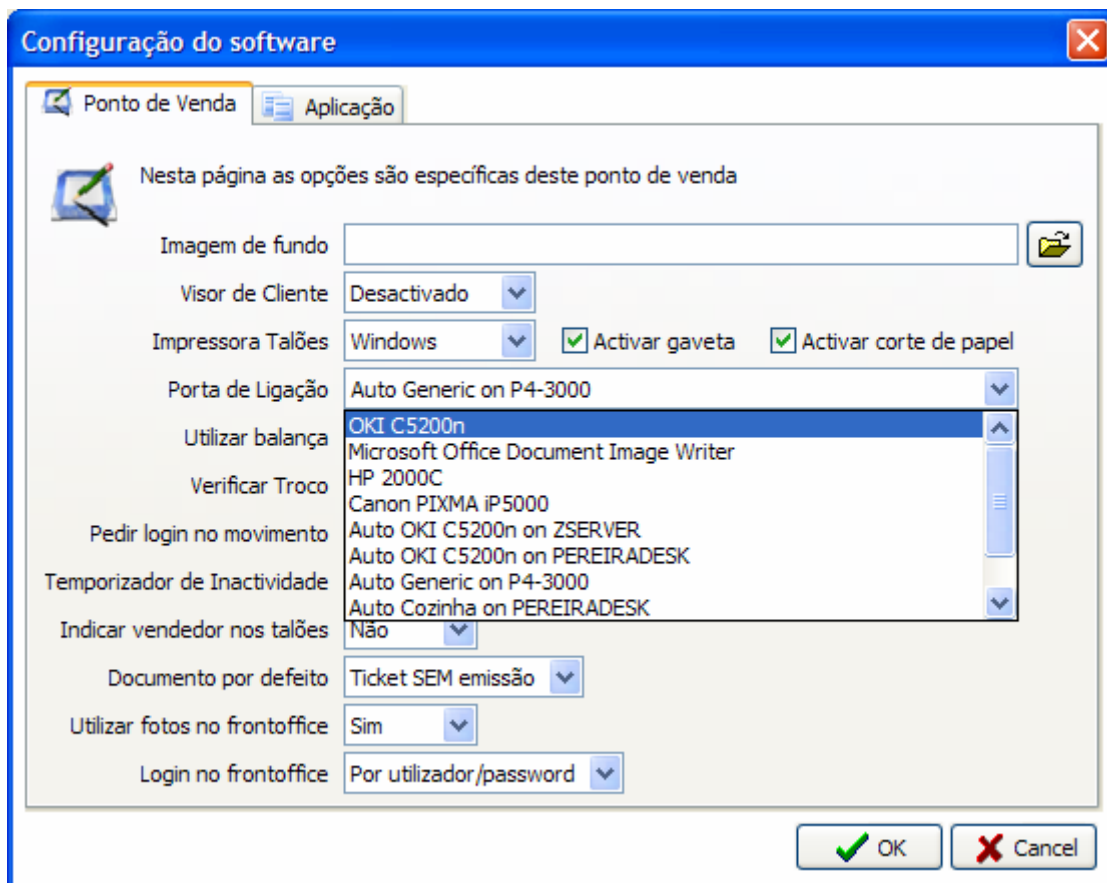 Configuração do software
Ponto de Venda Aplicação
Nesta página as opções são específicas deste ponto de venda
Imagem de fundo
Visor de Cliente Desactivado
Impressora Talões Windows Activar gaveta Activar corte de papel
Porta de Ligação Auto Generic on P4-3000
OKI C5200n
Utilizar balança
Microsoft Office Document Image Writer
HP 2000C
Verificar Troco
Canon PIXMA iP5000
Pedir login no movimento Auto OKI C5200n on ZSERVER
Auto OKI C5200n on PEREIRADESK
Temporizador de Inactividade Auto Generic on P4-3000
Auto Cozinha on PEREIRADESK
Indicar vendedor nos talões Não
Documento por defeito Ticket SEM emissão
Utilizar fotos no frontoffice Sim
Login no frontoffice Por utilizador/password
OK Cancel